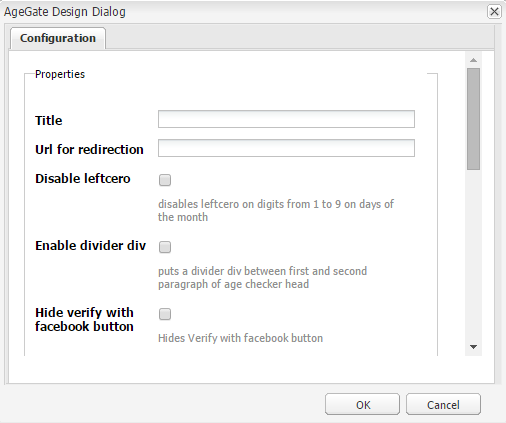 AgeGate Design Dialog
Configuration
Properties
Title
Url for redirection
Disable leftcero
disables leftcero on digits from 1 to 9 on days of
the month
Enable divider div
puts a divider div between first and second
paragraph of age checker head
Hide verify with
facebook button
Hides Verify with facebook button
OK
Cancel